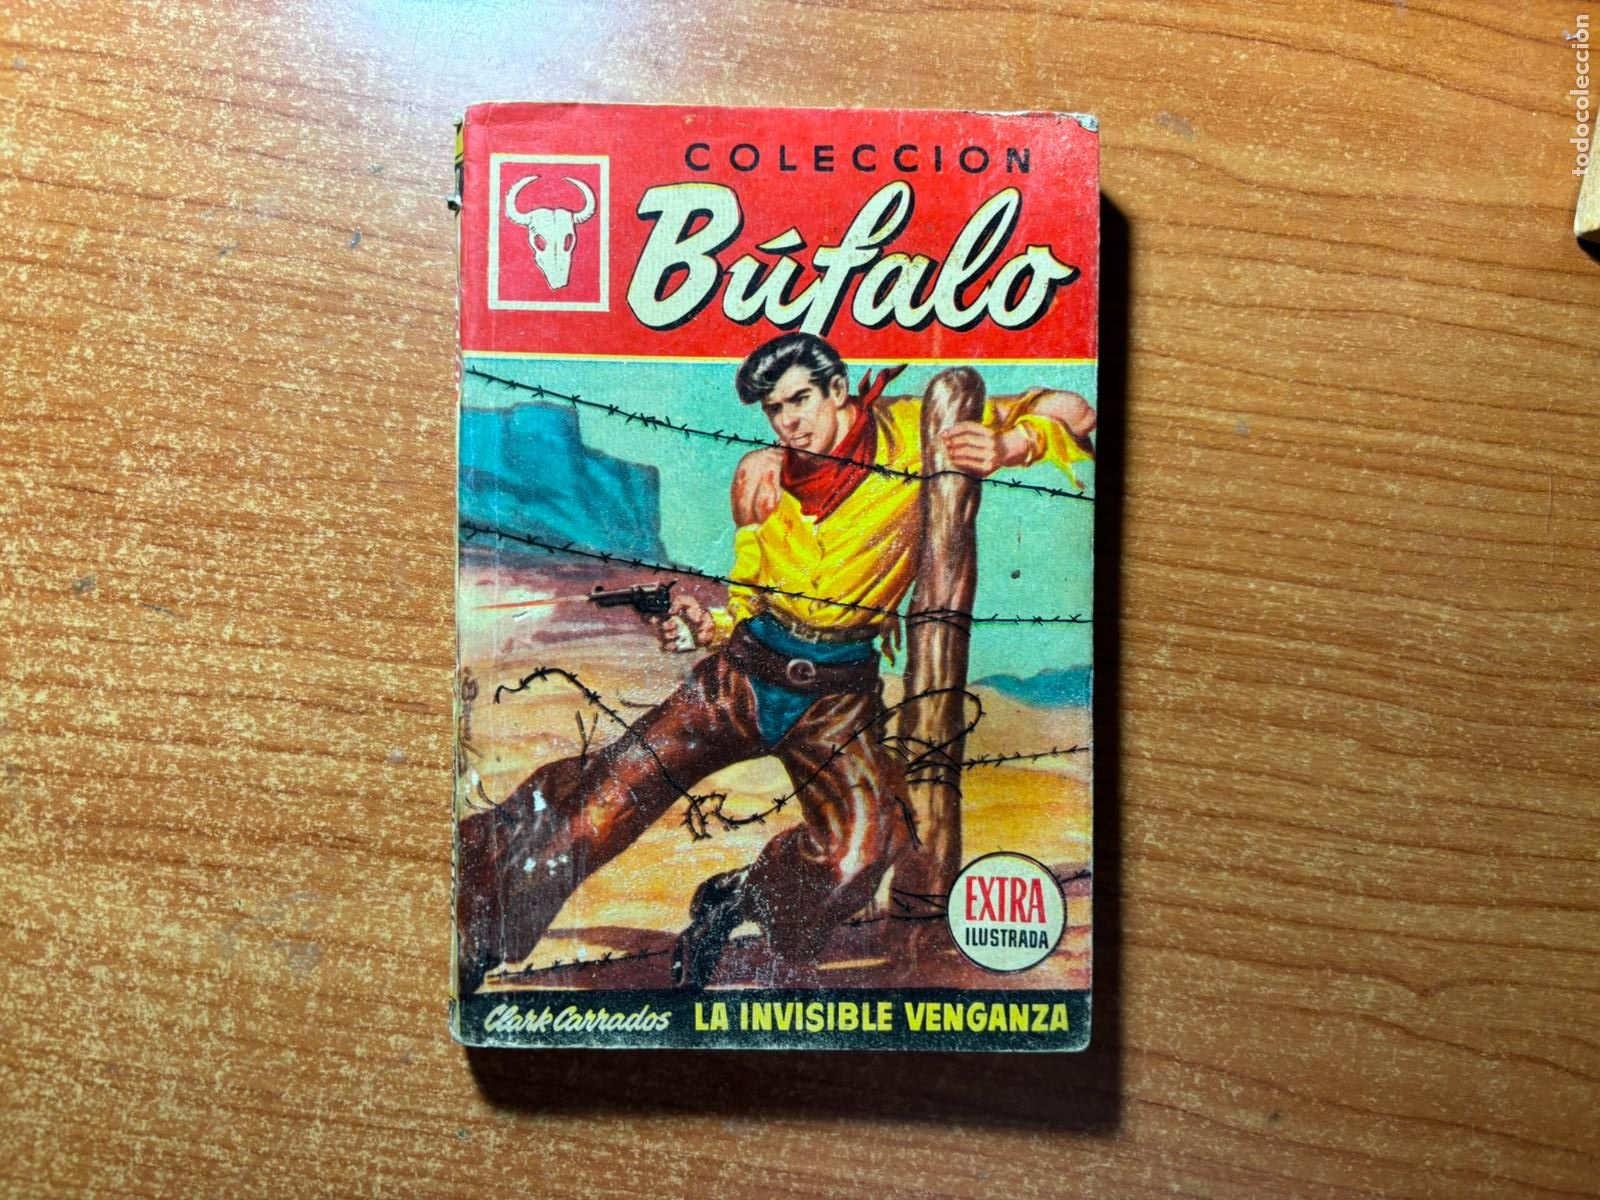 COLECCION
Búfalo
EXTRA
ILUSTRADA
Clark Carrados LA INVISIBLE VENGANZA
todocoleccion